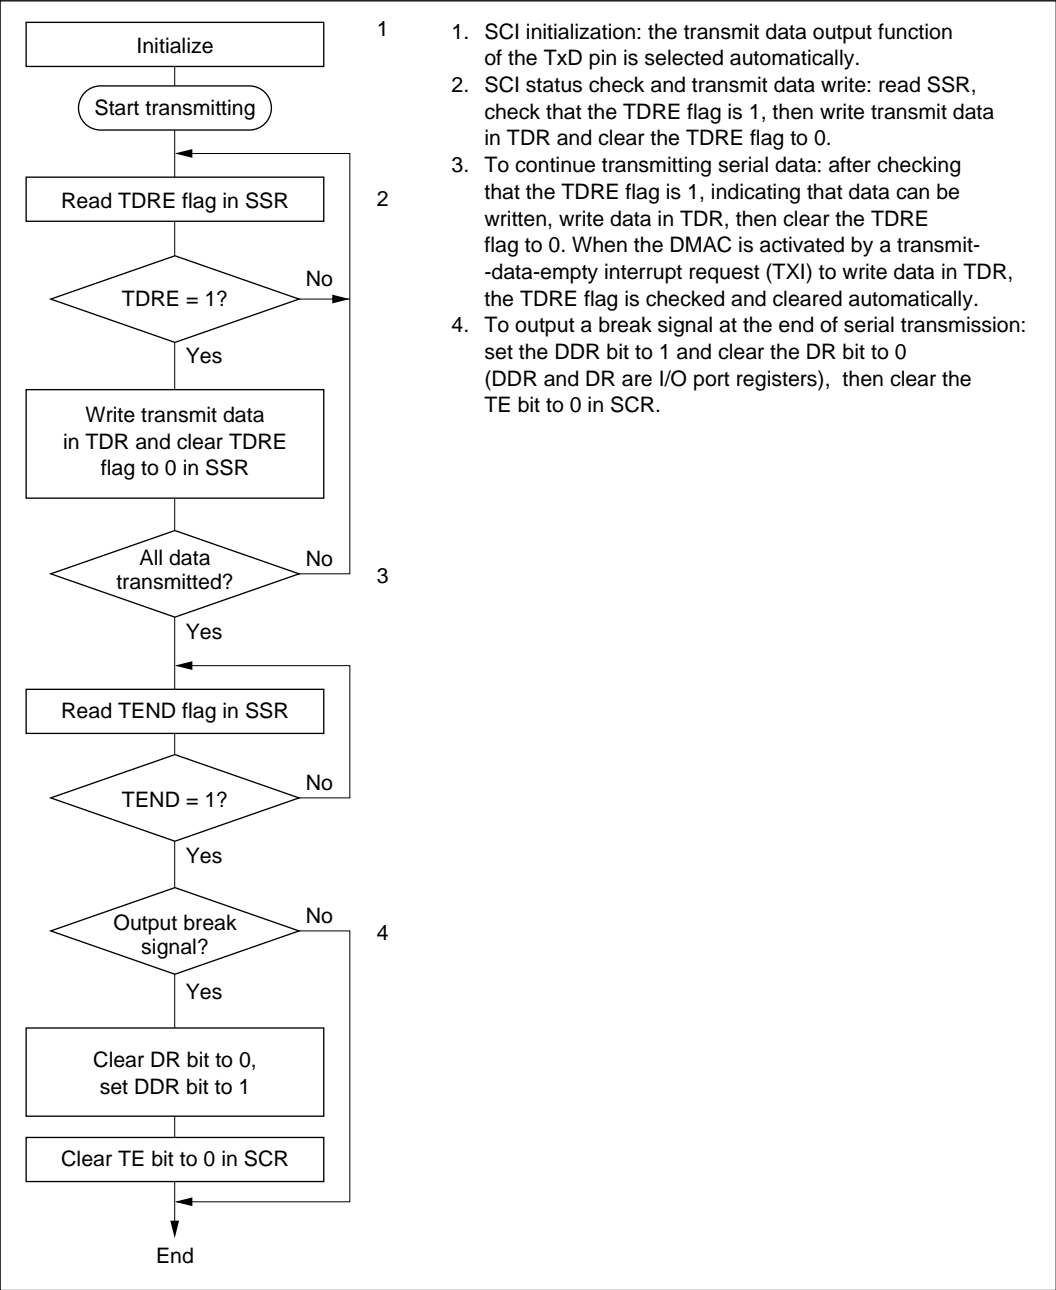 Initialize
1
Start transmitting
Read TDRE flag in SSR
2
TDRE = 1?
No
Yes
Write transmit data
in TDR and clear TDRE
flag to 0 in SSR
All data
transmitted?
No
3
Yes
Read TEND flag in SSR
TEND = 1?
No
Yes
Output break
signal?
No
4
Yes
Clear DR bit to 0,
set DDR bit to 1
Clear TE bit to 0 in SCR
End
1. SCI initialization: the transmit data output function
of the TxD pin is selected automatically.
2. SCI status check and transmit data write: read SSR,
check that the TDRE flag is 1, then write transmit data
in TDR and clear the TDRE flag to 0.
3. To continue transmitting serial data: after checking
that the TDRE flag is 1, indicating that data can be
written, write data in TDR, then clear the TDRE
flag to 0. When the DMAC is activated by a transmit-
-data-empty interrupt request (TXI) to write data in TDR,
the TDRE flag is checked and cleared automatically.
4. To output a break signal at the end of serial transmission:
set the DDR bit to 1 and clear the DR bit to 0
(DDR and DR are I/O port registers), then clear the
TE bit to 0 in SCR.